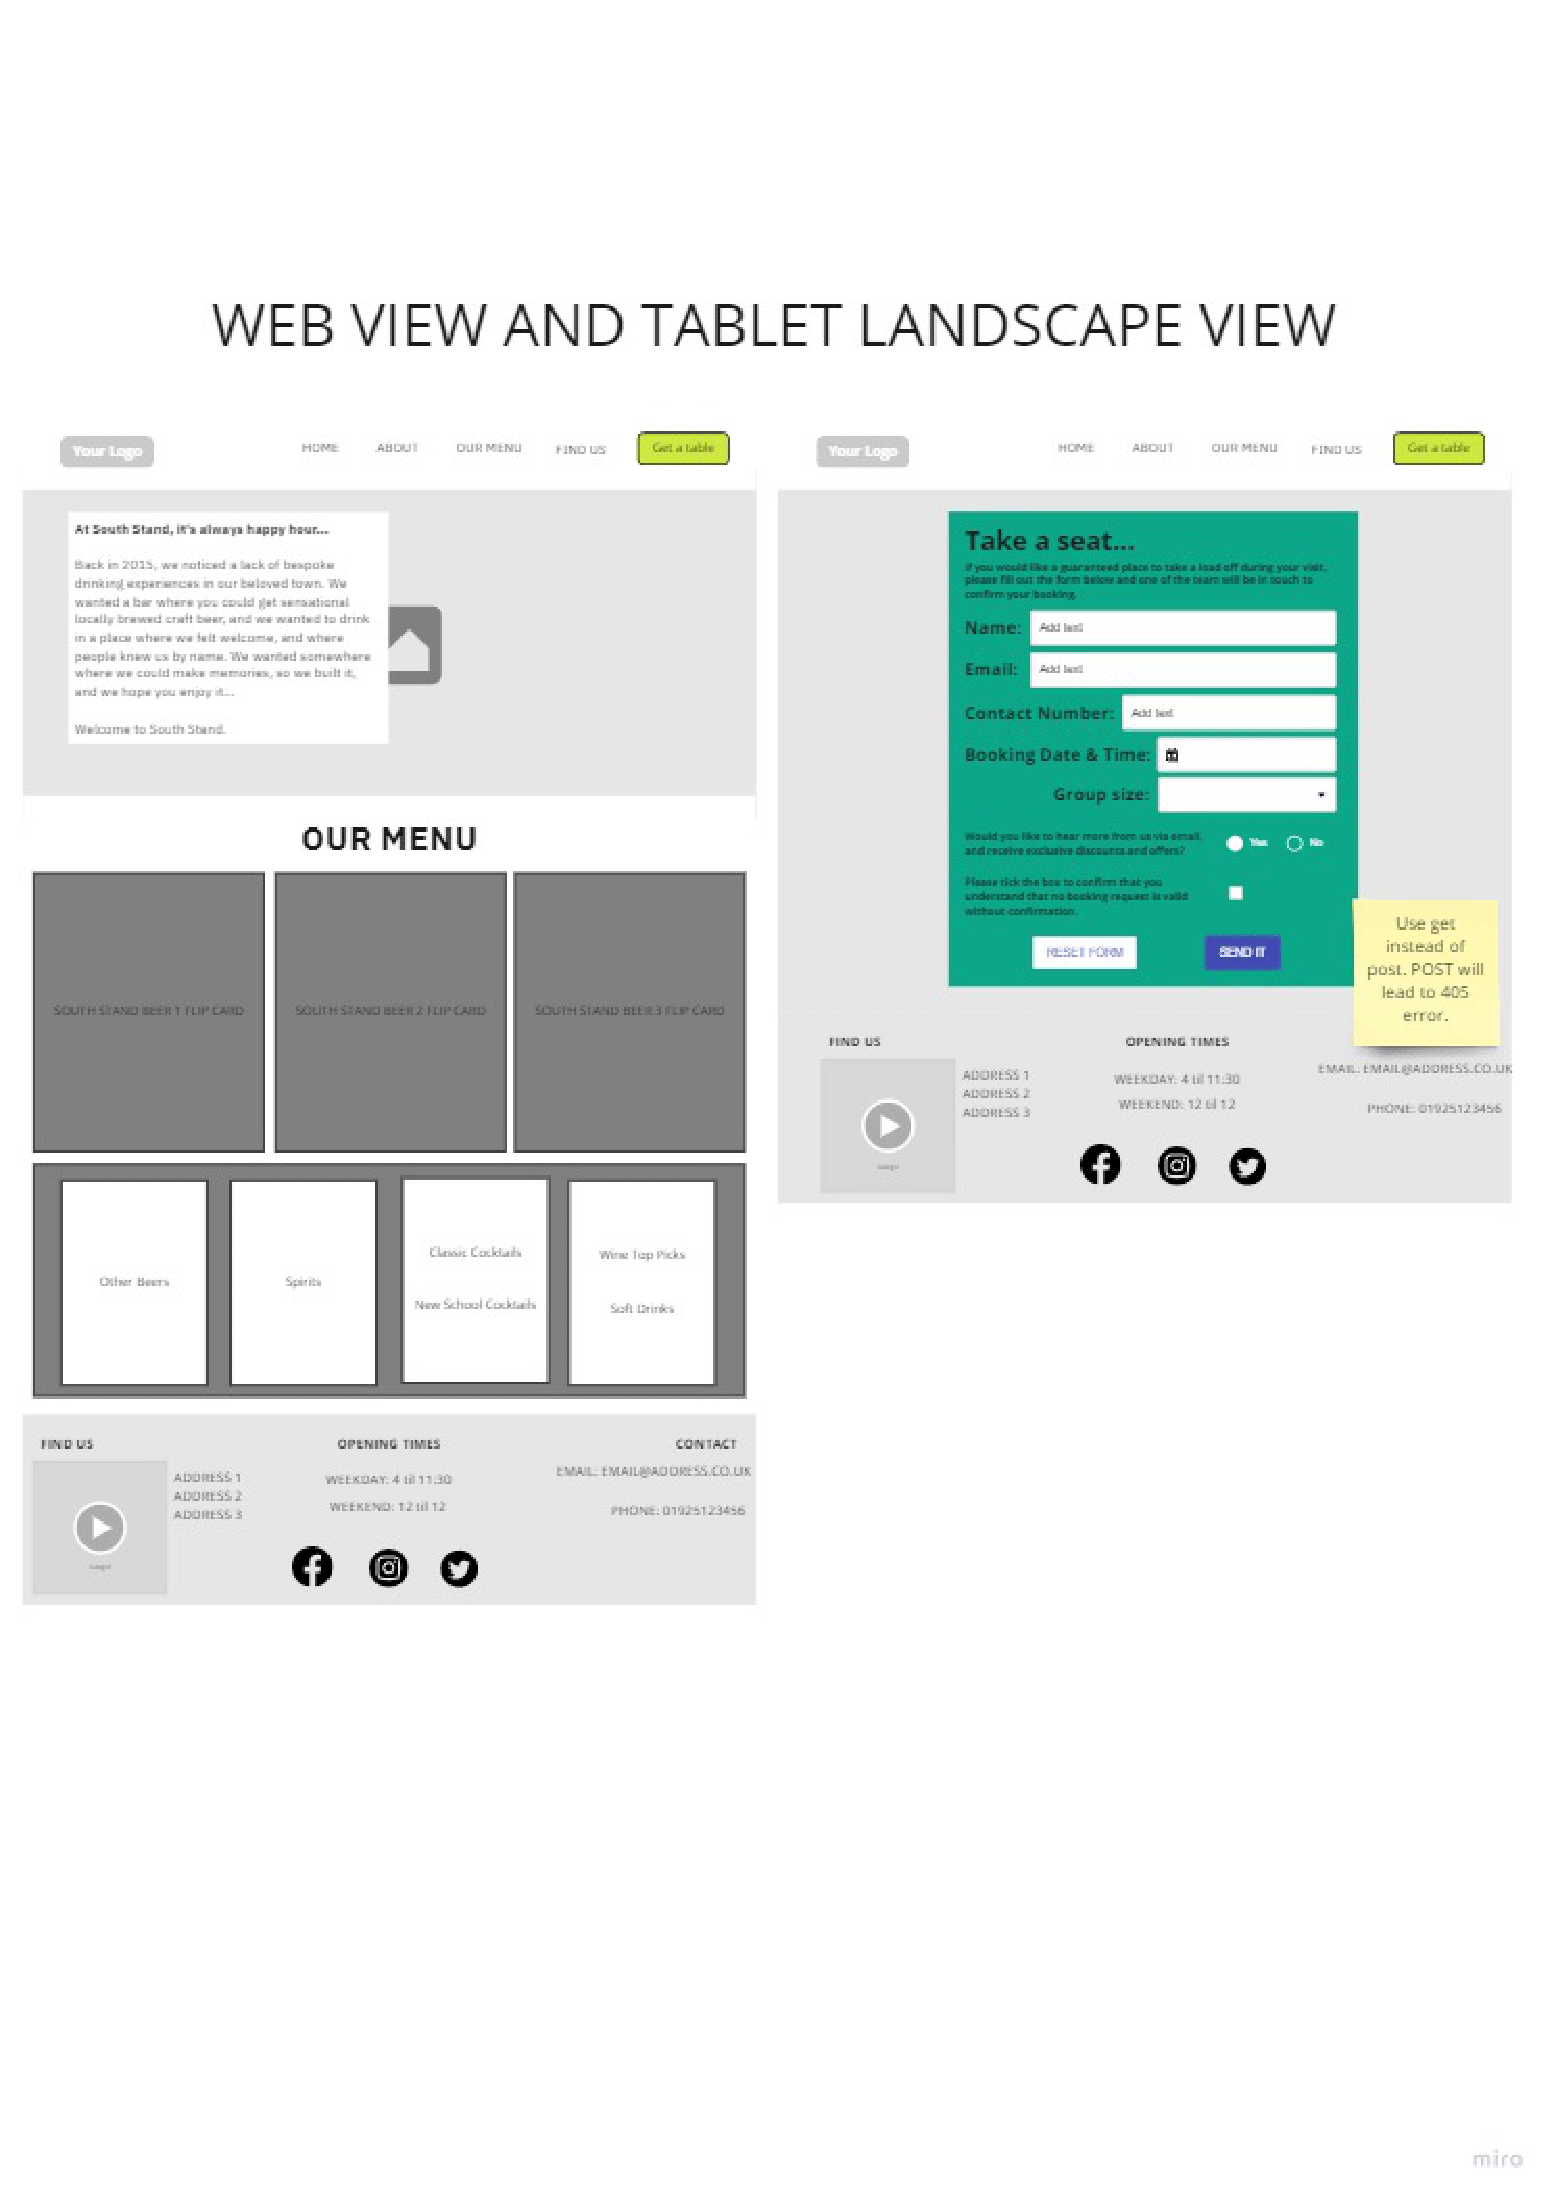 WEB VIEW AND TABLET LANDSCAPE VIEW
Your Logo
HOME
ABOUT
OUR MENU
FIND US
Get a table
At South Stand, it's always happy hour...
Back in 2015, we noticed a lack of bespoke
drinking experiences in our beloved town. We
wanted a bar where you could get sensational
locally brewed craft beer, and we wanted to drink
in a place where we felt welcome, and where
people knew us by name. We wanted somewhere
where we could make memories, so we built it,
and we hope you enjoy it...
Welcome to South Stand.
OUR MENU
SOUTH STAND BEER 1 FLIP CARD
SOUTH STAND BEER 2 FLIP CARD
SOUTH STAND BEER 3 FLIP CARD
Other Beers
Spirits
Classic Cocktails
New School Cocktails
Wine Top Picks
Soft Drinks
FIND US
ADDRESS 1
ADDRESS 2
ADDRESS 3
OPENING TIMES
WEEKDAY: 4 til 11:30
WEEKEND: 12 til 12
CONTACT
EMAIL: EMAIL@ADDRESS.CO.UK
PHONE: 01925123456
Your Logo
HOME
ABOUT
OUR MENU
FIND US
Get a table
Take a seat...
If you would like a guaranteed place to take a load off during your visit,
please fill out the form below and one of the team will be in touch to
confirm your booking.
Name: Add text
Email: Add text
Contact Number: Add text
Booking Date & Time:
Group size:
Would you like to hear more from us via email,
and receive exclusive discounts and offers?
Yes
No
Please tick the box to confirm that you
understand that no booking request is valid
without confirmation.
RESET FORM
SEND IT
Use get
instead of
post. POST will
lead to 405
error.
FIND US
ADDRESS 1
ADDRESS 2
ADDRESS 3
OPENING TIMES
WEEKDAY: 4 til 11:30
WEEKEND: 12 til 12
EMAIL: EMAIL@ADDRESS.CO.UK
PHONE: 01925123456
miro